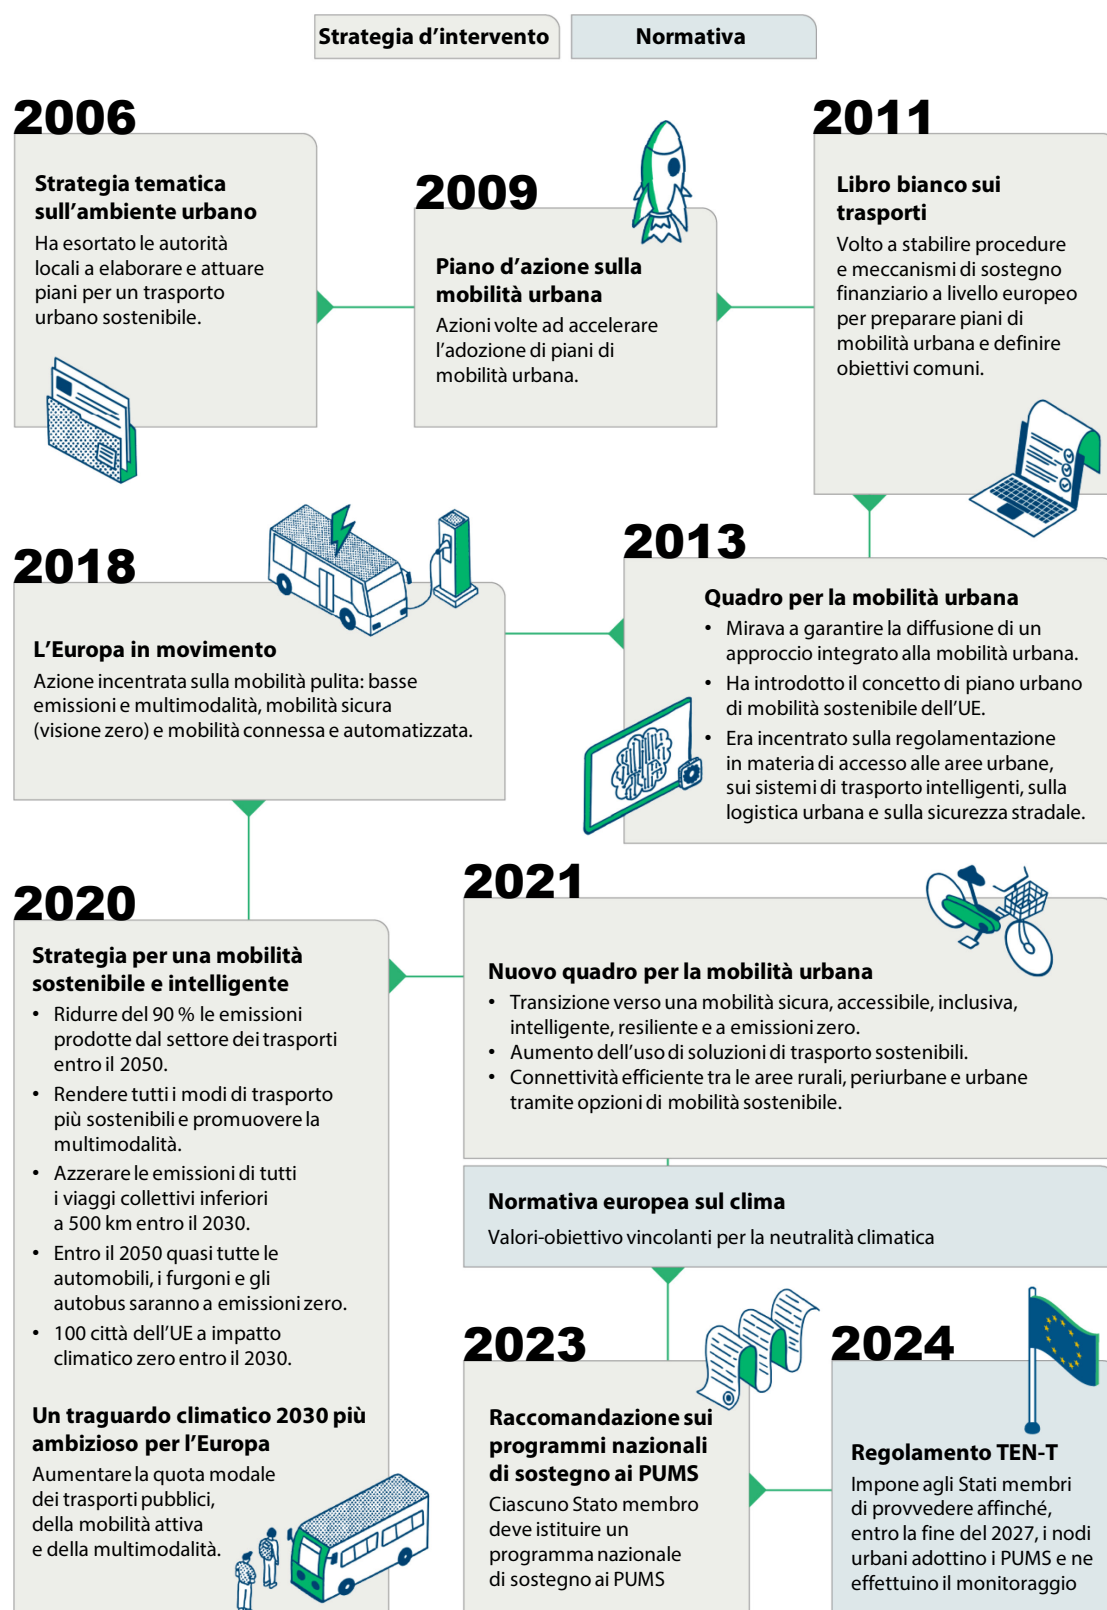 Strategia d'intervento
Normativa
2006
Strategia tematica
sull'ambiente urbano
Ha esortato le autorità
locali a elaborare e attuare
piani per un trasporto
urbano sostenibile.
2009
Piano d'azione sulla
mobilità urbana
Azioni volte ad accelerare
l'adozione di piani di
mobilità urbana.
2011
Libro bianco sui
trasporti
Volto a stabilire procedure
e meccanismi di sostegno
finanziario a livello europeo
per preparare piani di
mobilità urbana e definire
obiettivi comuni.
2013
Quadro per la mobilità urbana
• Mirava a garantire la diffusione di un
approccio integrato alla mobilità urbana.
• Ha introdotto il concetto di piano urbano
di mobilità sostenibile dell'UE.
• Era incentrato sulla regolamentazione
in materia di accesso alle aree urbane,
sui sistemi di trasporto intelligenti, sulla
logistica urbana e sulla sicurezza stradale.
2018
L'Europa in movimento
Azione incentrata sulla mobilità pulita: basse
emissioni e multimodalità, mobilità sicura
(visione zero) e mobilità connessa e automatizzata.
2020
Strategia per una mobilità
sostenibile e intelligente
• Ridurre del 90 % le emissioni
prodotte dal settore dei trasporti
entro il 2050.
• Rendere tutti i modi di trasporto
più sostenibili e promuovere la
multimodalità.
• Azzerare le emissioni di tutti
i viaggi collettivi inferiori
a 500 km entro il 2030.
• Entro il 2050 quasi tutte le
automobili, i furgoni e gli
autobus saranno a emissioni zero.
• 100 città dell'UE a impatto
climatico zero entro il 2030.
Un traguardo climatico 2030 più
ambizioso per l'Europa
Aumentare la quota modale
dei trasporti pubblici,
della mobilità attiva
e della multimodalità.
2021
Nuovo quadro per la mobilità urbana
• Transizione verso una mobilità sicura, accessibile, inclusiva,
intelligente, resiliente e a emissioni zero.
• Aumento dell'uso di soluzioni di trasporto sostenibili.
• Connettività efficiente tra le aree rurali, periurbane e urbane
tramite opzioni di mobilità sostenibile.
Normativa europea sul clima
Valori-obiettivo vincolanti per la neutralità climatica
2023
Raccomandazione sui
programmi nazionali
di sostegno ai PUMS
Ciascuno Stato membro
deve istituire un
programma nazionale
di sostegno ai PUMS
2024
Regolamento TEN-T
Impone agli Stati membri
di provvedere affinché,
entro la fine del 2027, i nodi
urbani adottino i PUMS e ne
effettuino il monitoraggio